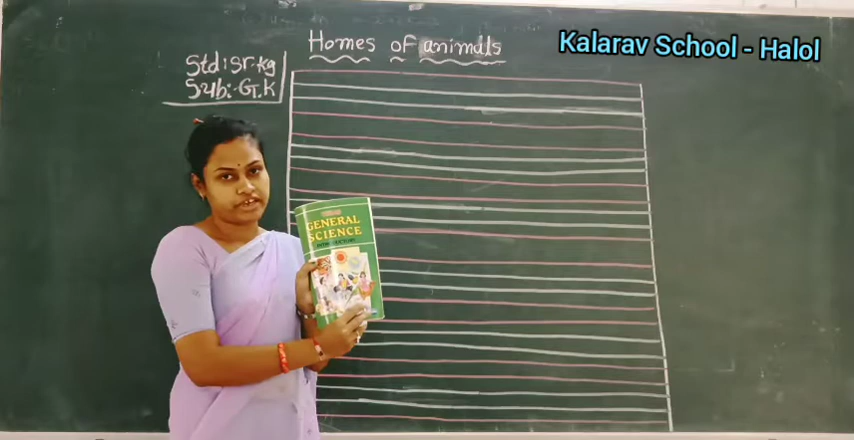 Homes of animals
Kalarav School - Halol
Std:Sr.kg
Sub:-G.K
GENERAL
SCIENCE